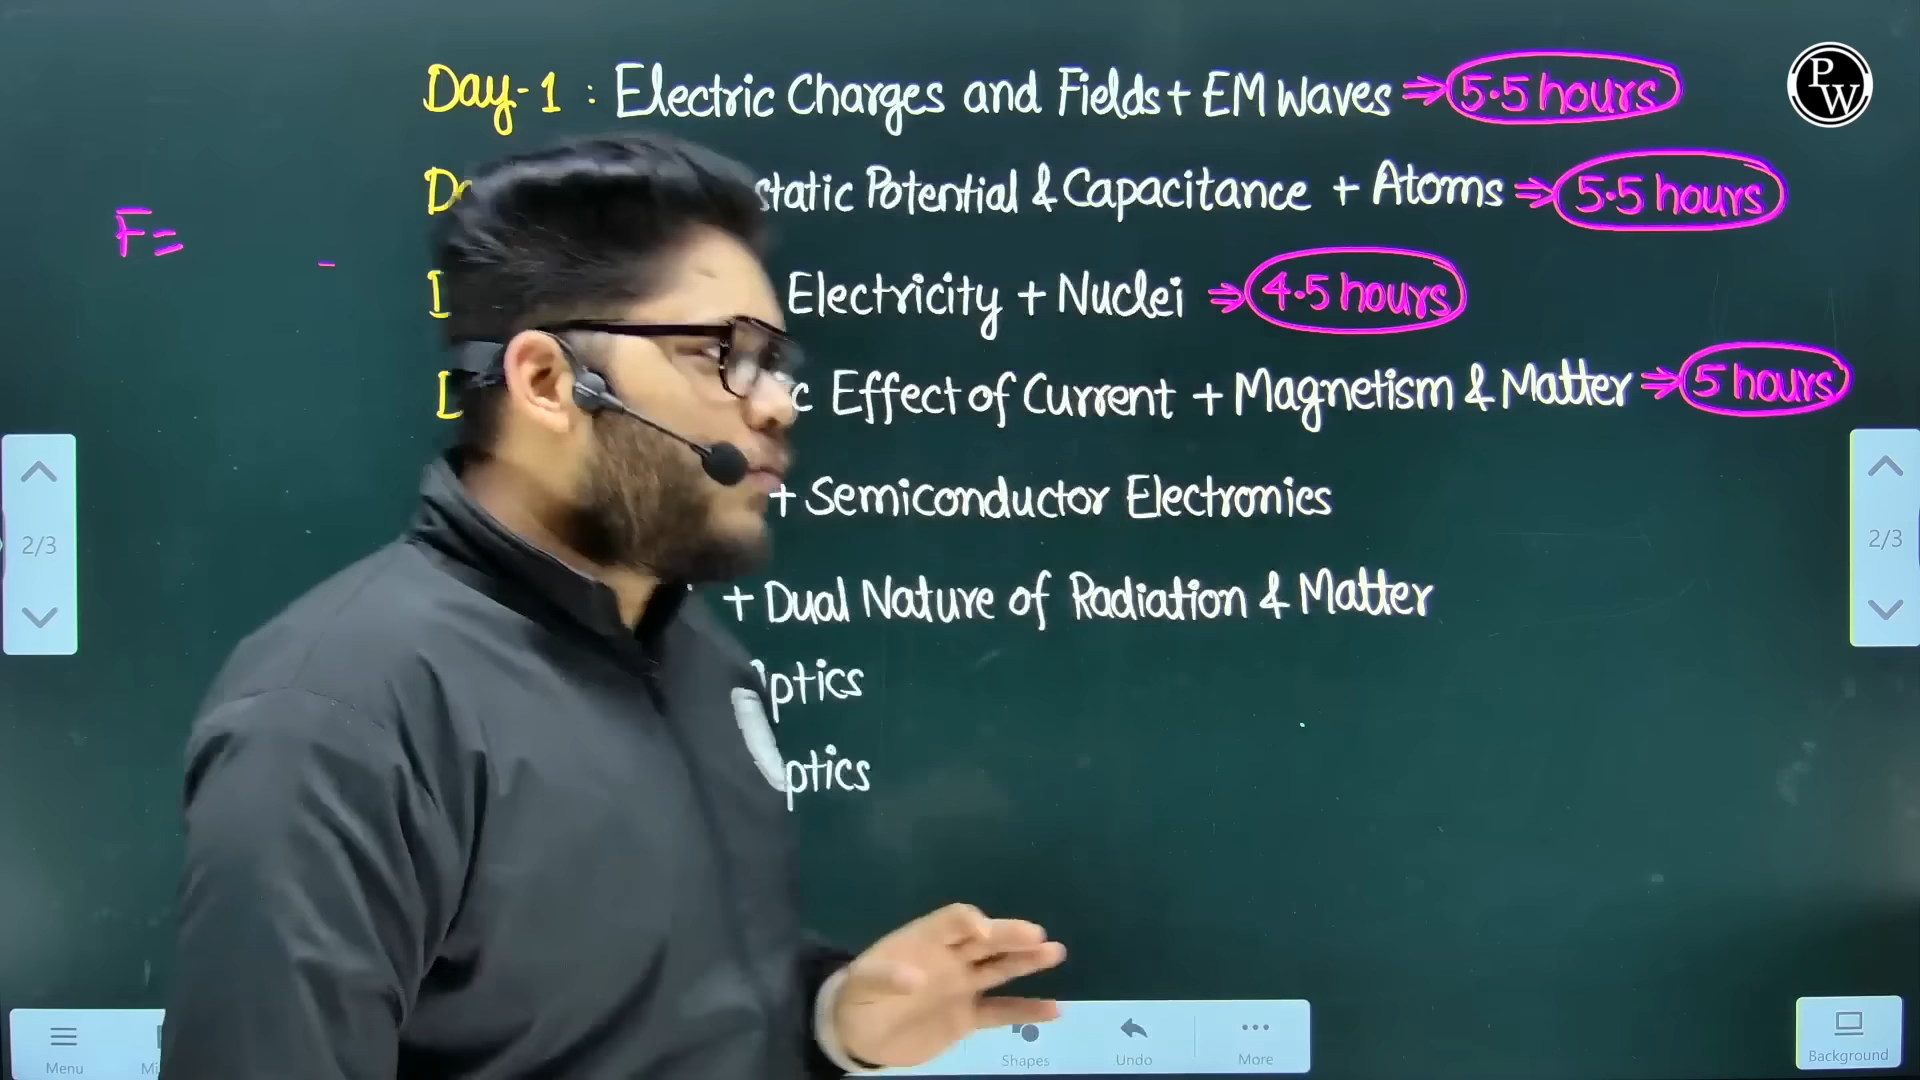 Day-1 : Electric Charges and Fields + EM Waves ⇒ 5.5 hours
PW
static Potential & Capacitance + Atoms ⇒ 5.5 hours
F=
Electricity + Nuclei ⇒ 4.5 hours
c Effect of Current + Magnetism & Matter ⇒ 5 hours
+ Semiconductor Electronics
2/3
2/3
+ Dual Nature of Radiation & Matter
ptics
ptics
Menu
Shapes
Undo
More
Background